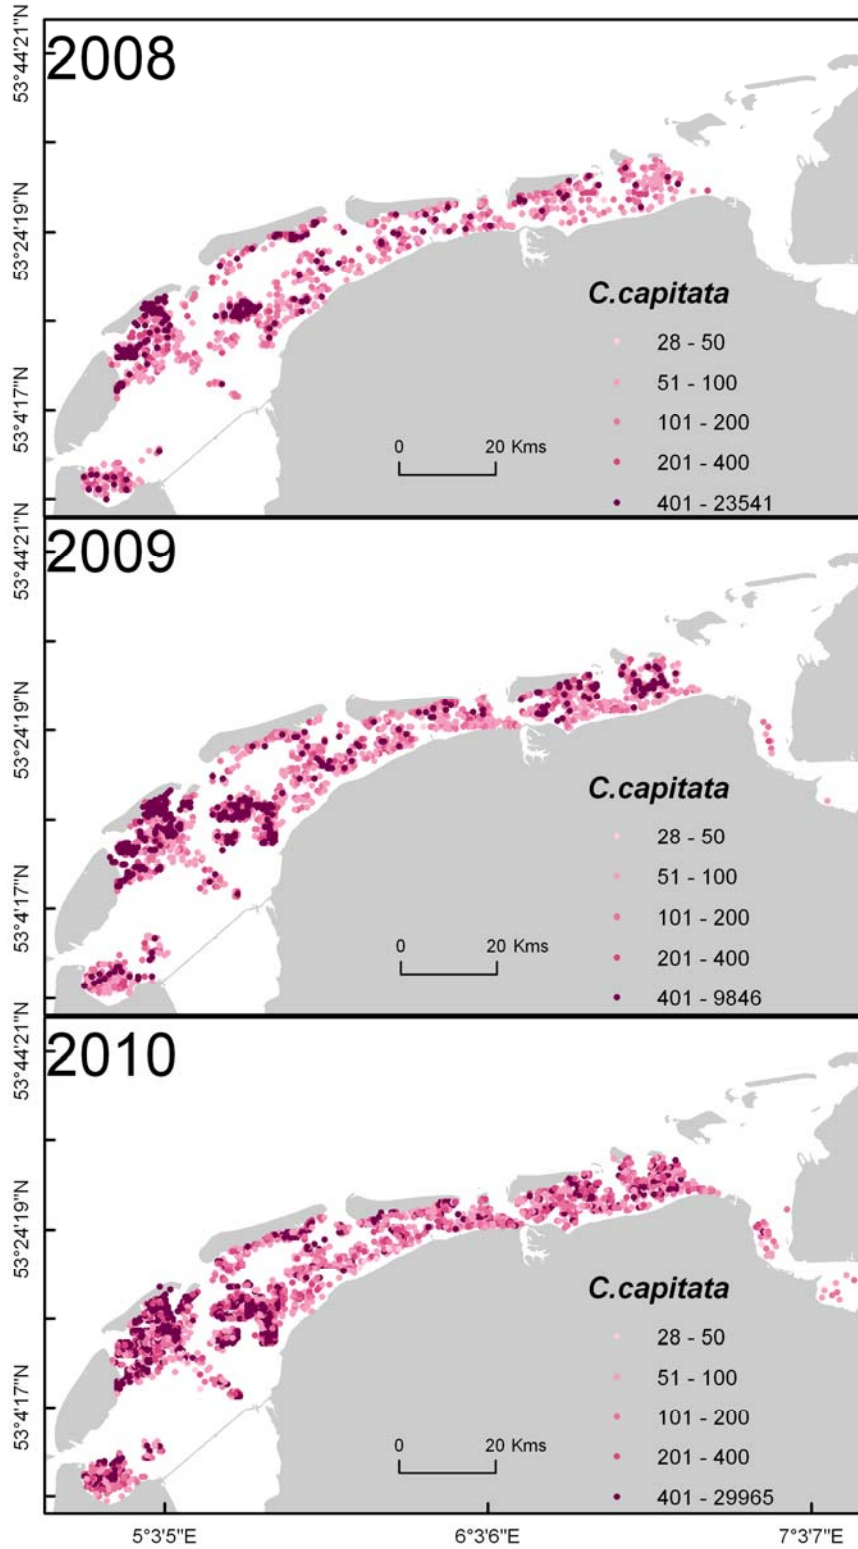 2008
53°44'21"N
53°24'19"N
53°4'17"N
C.capitata
28 - 50
51 - 100
101 - 200
201 - 400
401 - 23541
0 20 Kms
2009
53°44'21"N
53°24'19"N
53°4'17"N
C.capitata
28 - 50
51 - 100
101 - 200
201 - 400
401 - 9846
0 20 Kms
2010
53°44'21"N
53°24'19"N
53°4'17"N
C.capitata
28 - 50
51 - 100
101 - 200
201 - 400
401 - 29965
0 20 Kms
5°3'5"E 6°3'6"E 7°3'7"E